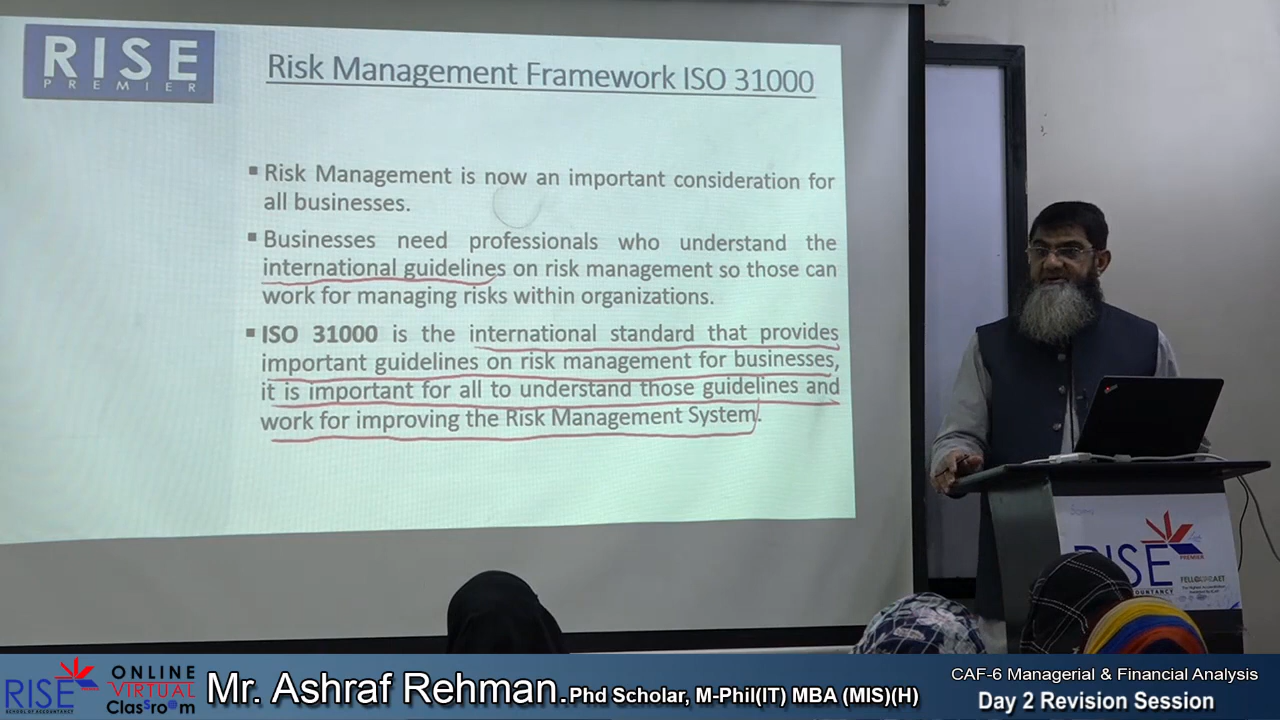 RISE
PREMIER
Risk Management Framework ISO 31000
▪ Risk Management is now an important consideration for
all businesses.
▪ Businesses need professionals who understand the
international guidelines on risk management so those can
work for managing risks within organizations.
▪ ISO 31000 is the international standard that provides
important guidelines on risk management for businesses,
it is important for all to understand those guidelines and
work for improving the Risk Management System.
RISE
PREMIER
RISE
SCHOOL OF ACCOUNTANCY
ONLINE
VIRTUAL
Classroom
Mr. Ashraf Rehman.
.Phd Scholar, M-Phil(IT) MBA (MIS)(H)
CAF-6 Managerial & Financial Analysis
Day 2 Revision Session